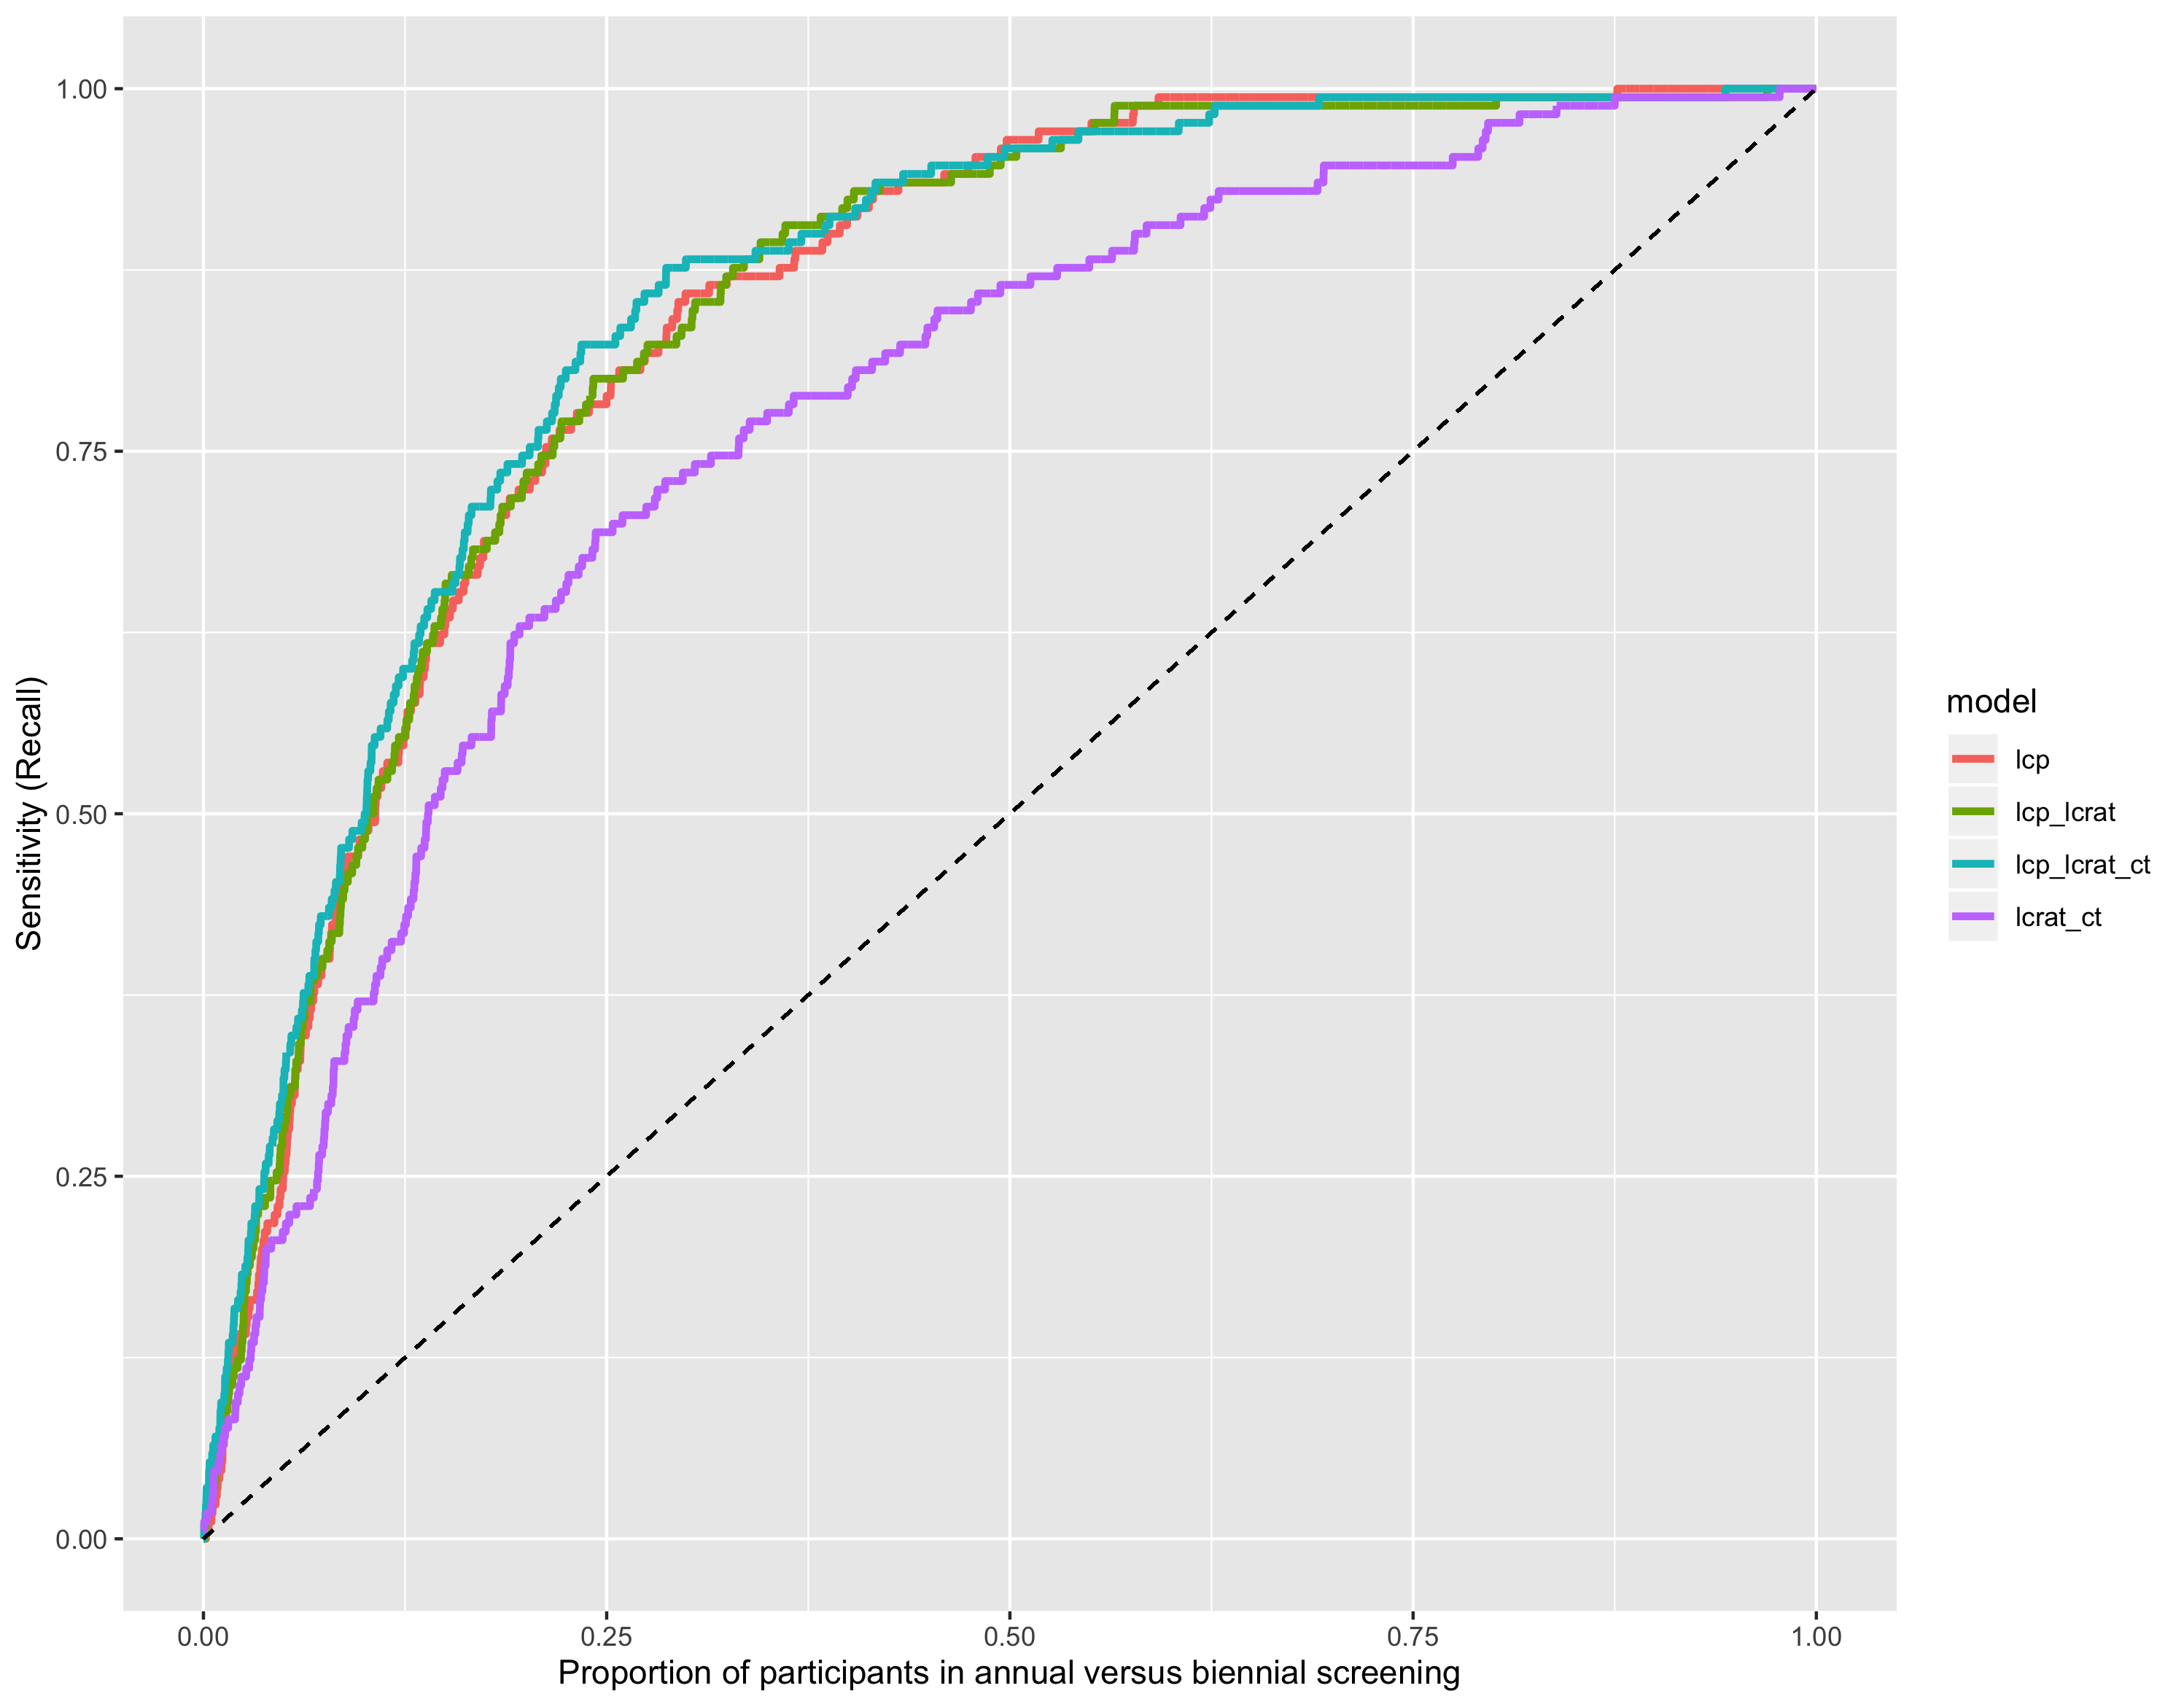 Sensitivity (Recall)
1.00
0.75
0.50
0.25
0.00
0.00 0.25 0.50 0.75 1.00
Proportion of participants in annual versus biennial screening
model
lcp
lcp_lcrat
lcp_lcrat_ct
lcrat_ct